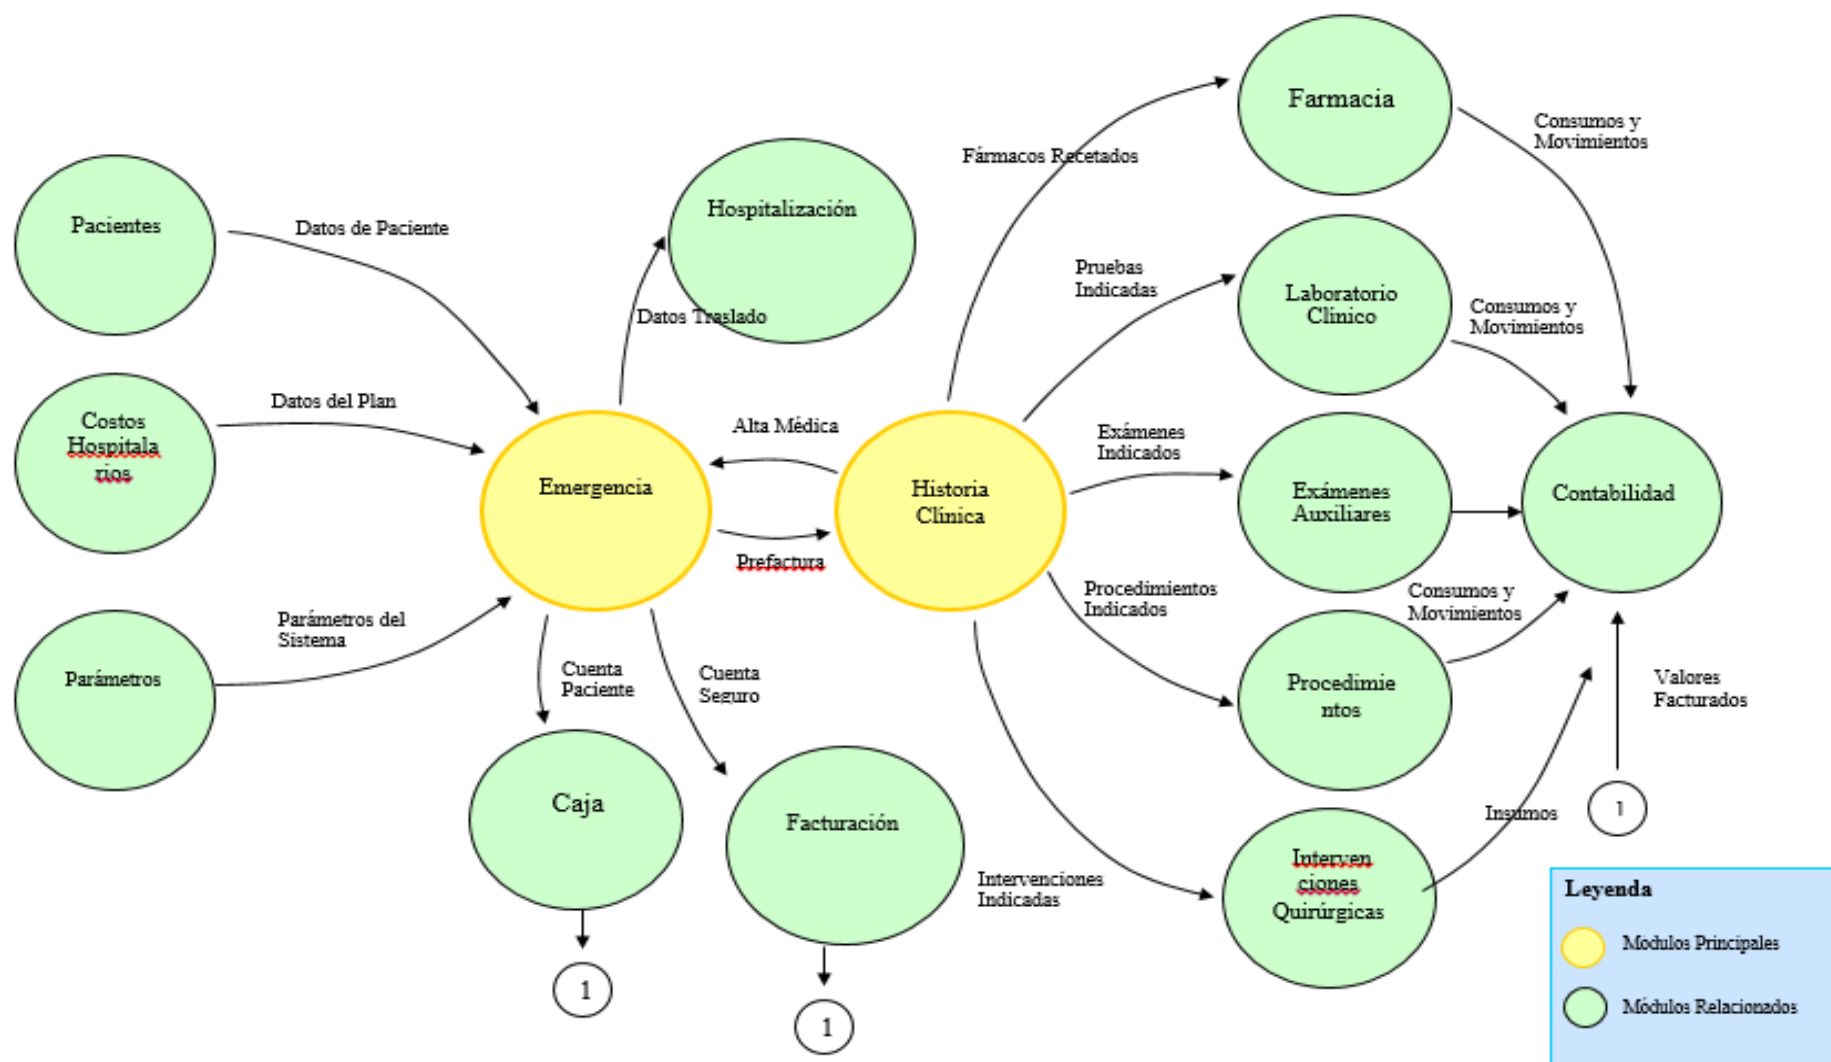 Farmacia
Consumos y
Movimientos
Fármacos Recetados
Pacientes
Datos de Paciente
Hospitalización
Datos Traslado
Pruebas
Indicadas
Laboratorio
Clínico
Consumos y
Movimientos
Costos
Hospitala
rios
Datos del Plan
Emergencia
Alta Médica
Prefactura
Historia
Clínica
Exámenes
Indicados
Exámenes
Auxiliares
Contabilidad
Parámetros
Parámetros del
Sistema
Cuenta
Paciente
Cuenta
Seguro
Procedimientos
Indicados
Procedimie
ntos
Consumos y
Movimientos
Valores
Facturados
1
Caja
1
Facturación
1
Intervenciones
Indicadas
Interven
ciones
Quirúrgicas
Insumos
Leyenda
Módulos Principales
Módulos Relacionados